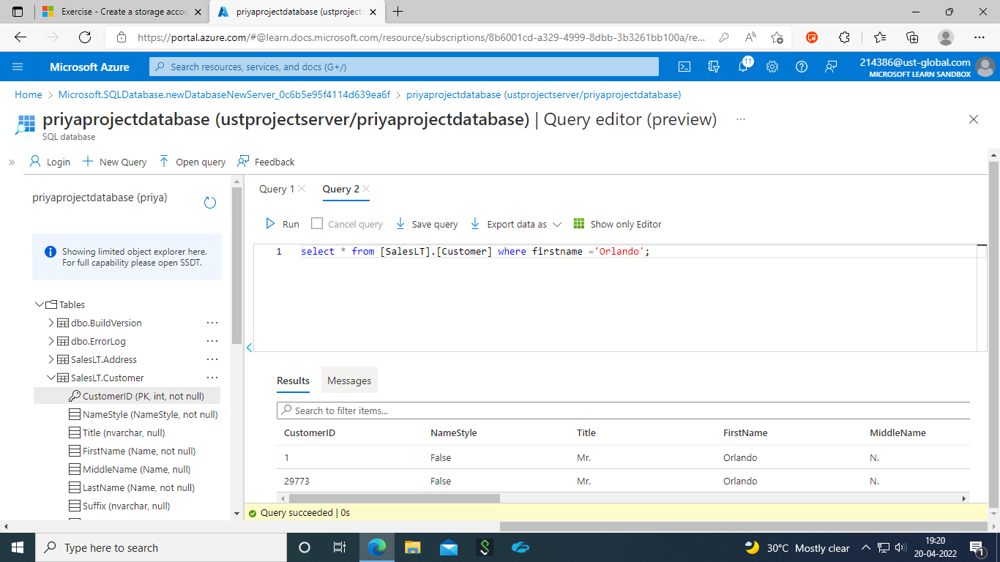 Exercise - Create a storage accou
priyaprojectdatabase (ustproject
https://portal.azure.com/#@learn.docs.microsoft.com/resource/subscriptions/8b6001cd-a329-4999-8dbb-3b3261bb100a/re...
Microsoft Azure
Search resources, services, and docs (G+/)
11
214386@ust-global.com
MICROSOFT LEARN SANDBOX
Home > Microsoft.SQLDatabase.newDatabaseNewServer_0c6b5e95f4114d639ea6f > priyaprojectdatabase (ustprojectserver/priyaprojectdatabase)
priyaprojectdatabase (ustprojectserver/priyaprojectdatabase) | Query editor (preview) ...
SQL database
Login New Query Open query Feedback
priyaprojectdatabase (priya)
Showing limited object explorer here.
For full capability please open SSDT.
Tables
dbo.BuildVersion ...
dbo.ErrorLog ...
SalesLT.Address ...
SalesLT.Customer ...
CustomerID (PK, int, not null)
NameStyle (NameStyle, not null)
Title (nvarchar, null)
FirstName (Name, not null)
MiddleName (Name, null)
LastName (Name, not null)
Suffix (nvarchar, null)
Query 1 Query 2
Run Cancel query Save query Export data as Show only Editor
1 select * from [SalesLT].[Customer] where firstname ='Orlando';
Results Messages
Search to filter items...
CustomerID NameStyle Title FirstName MiddleName
1 False Mr. Orlando N.
29773 False Mr. Orlando N.
Query succeeded | 0s
Type here to search
30°C Mostly clear
19:20
20-04-2022
1